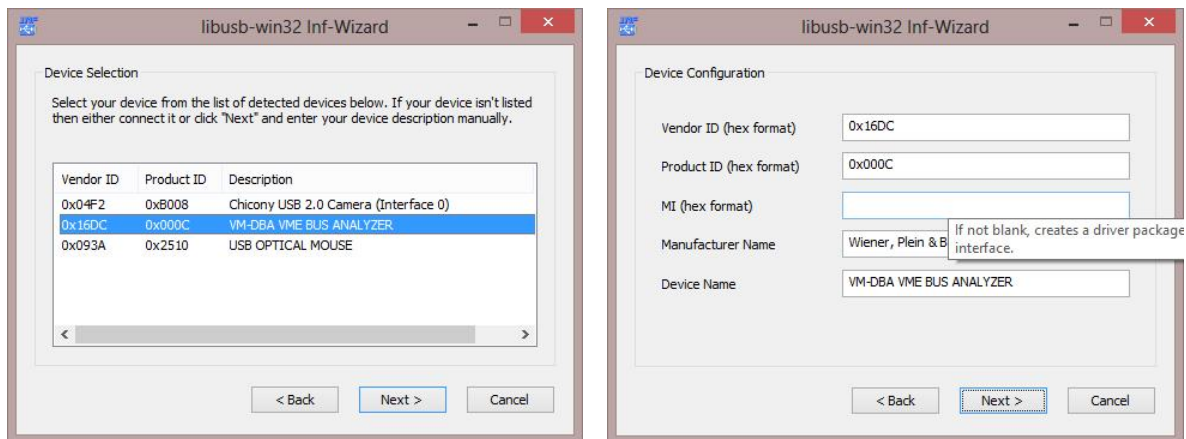 libusb-win32 Inf-Wizard
Device Selection
Select your device from the list of detected devices below. If your device isn't listed
then either connect it or click "Next" and enter your device description manually.
Vendor ID Product ID Description
0x04F2 0xB008 Chicony USB 2.0 Camera (Interface 0)
0x16DC 0x000C VM-DBA VME BUS ANALYZER
0x093A 0x2510 USB OPTICAL MOUSE
< Back Next > Cancel
libusb-win32 Inf-Wizard
Device Configuration
Vendor ID (hex format) 0x16DC
Product ID (hex format) 0x000C
MI (hex format)
If not blank, creates a driver package
interface.
Manufacturer Name Wiener, Plein & B
Device Name VM-DBA VME BUS ANALYZER
< Back Next > Cancel